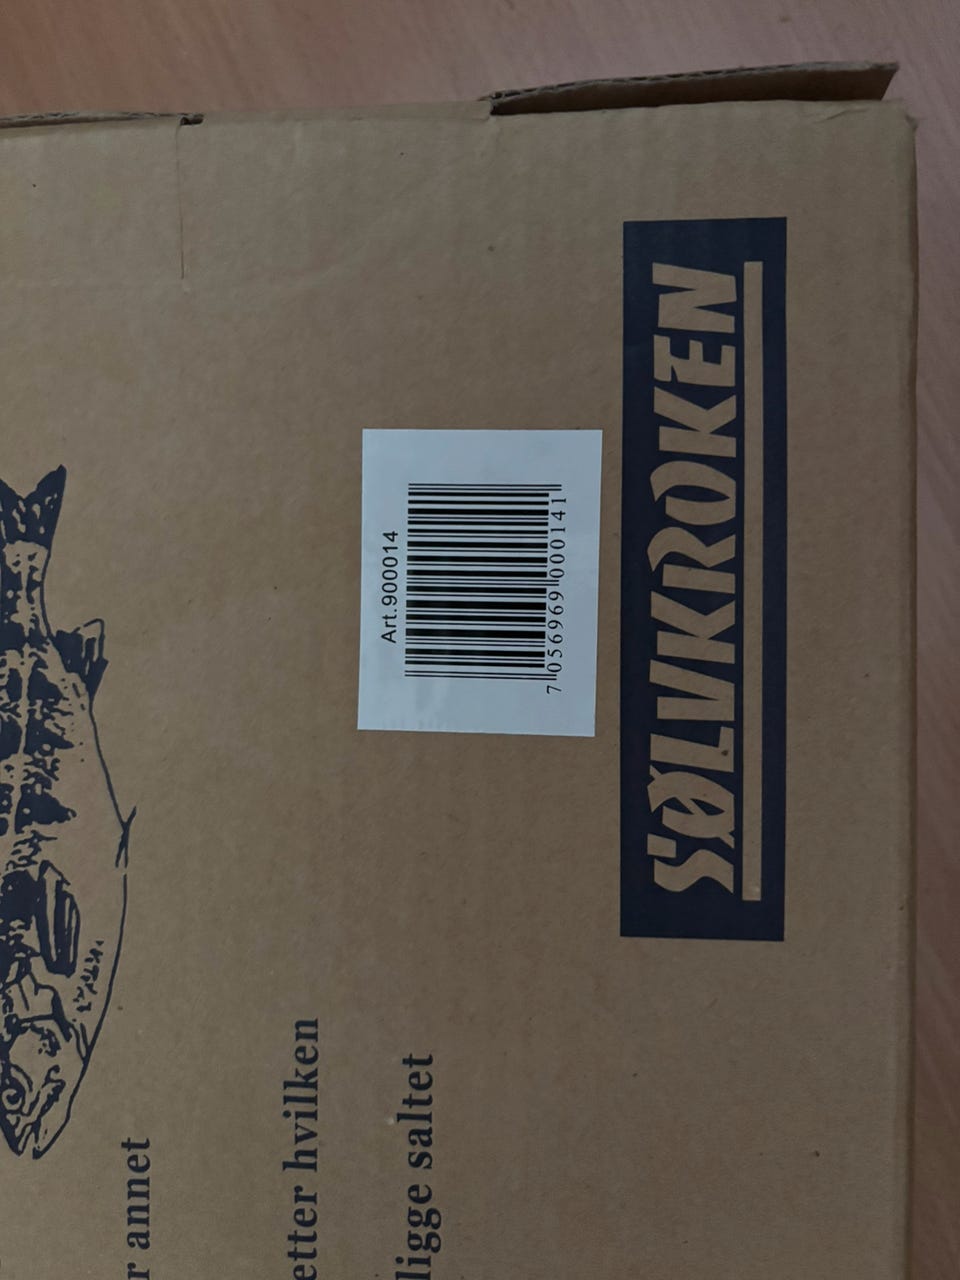 r annet
etter hvilken
ligge saltet
Art.900014
7 056969 000141
SØLVKROKEN